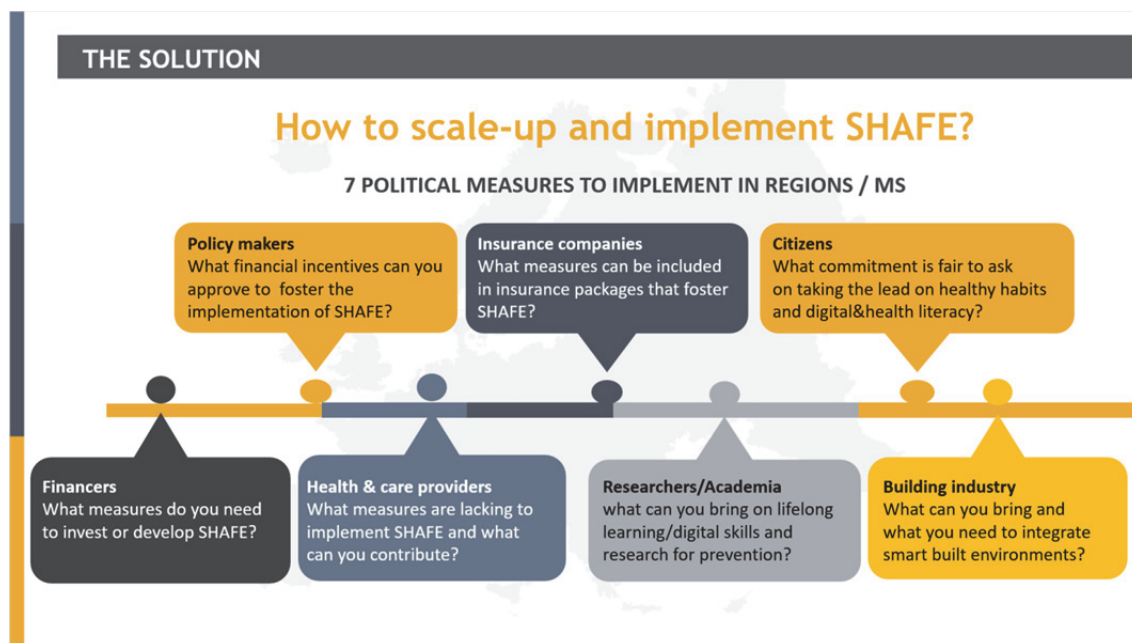 THE SOLUTION
How to scale-up and implement SHAFE?
7 POLITICAL MEASURES TO IMPLEMENT IN REGIONS / MS
Policy makers
What financial incentives can you
approve to foster the
implementation of SHAFE?
Insurance companies
What measures can be included
in insurance packages that foster
SHAFE?
Citizens
What commitment is fair to ask
on taking the lead on healthy habits
and digital&health literacy?
Financers
What measures do you need
to invest or develop SHAFE?
Health & care providers
What measures are lacking to
implement SHAFE and what
can you contribute?
Researchers/Academia
what can you bring on lifelong
learning/digital skills and
research for prevention?
Building industry
What can you bring and
what you need to integrate
smart built environments?